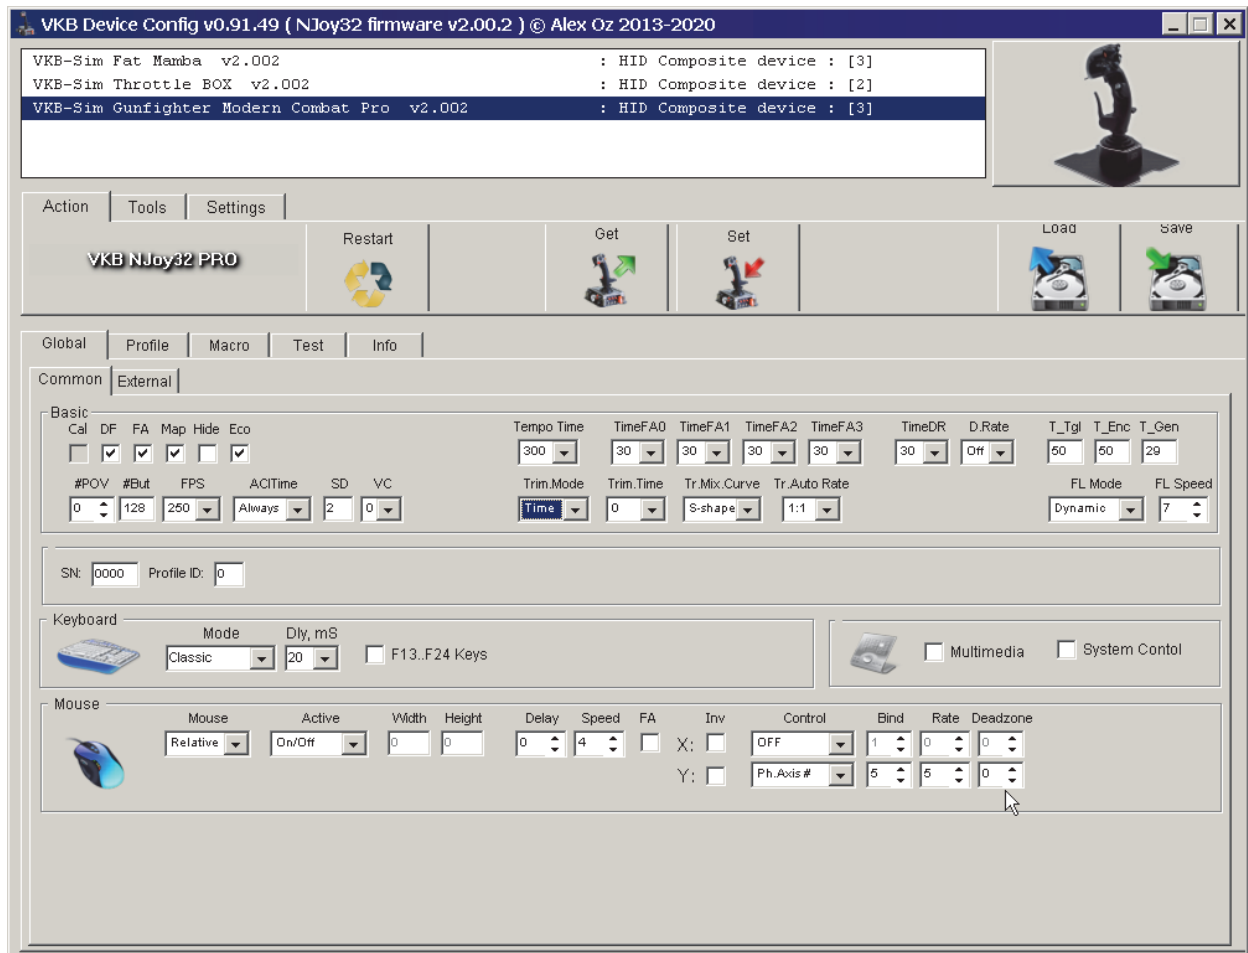 VKB Device Config v0.91.49 ( NJoy32 firmware v2.00.2 ) © Alex Oz 2013-2020
VKB-Sim Fat Mamba v2.002 : HID Composite device : [3]
VKB-Sim Throttle BOX v2.002 : HID Composite device : [2]
VKB-Sim Gunfighter Modern Combat Pro v2.002 : HID Composite device : [3]
Action Tools Settings
VKB NJoy32 PRO Restart Get Set Load Save
Global Profile Macro Test Info
Common External
Basic
Cal DF FA Map Hide Eco Tempo Time TimeFA0 TimeFA1 TimeFA2 TimeFA3 TimeDR D.Rate T_Tgl T_Enc T_Gen
300 30 30 30 30 30 Off 50 50 29
#POV #But FPS AClTime SD VC Trim.Mode Trim.Time Tr.Mix.Curve Tr.Auto Rate FL Mode FL Speed
0 128 250 Always 2 0 Time 0 S-shape 1:1 Dynamic 7
SN: 0000 Profile ID: 0
Keyboard
Mode Dly, mS
Classic 20 F13..F24 Keys Multimedia System Contol
Mouse
Mouse Active Width Height Delay Speed FA Inv Control Bind Rate Deadzone
Relative On/Off 0 0 0 4 X: OFF 1 0 0
Y: Ph.Axis # 5 5 0